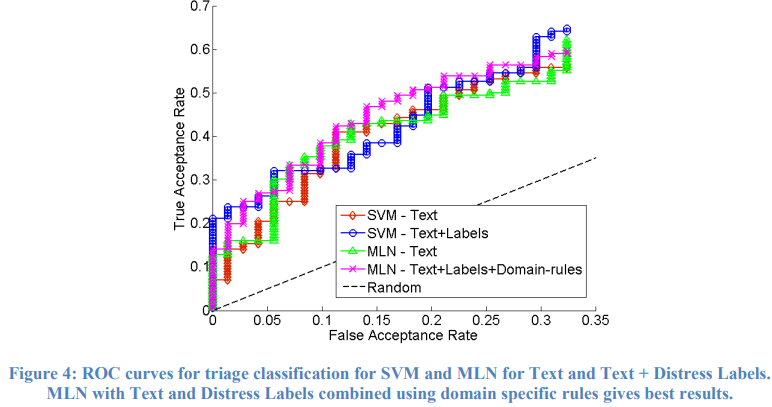 0.7
0.6
0.5
0.4
0.3
0.2
0.1
0
True Acceptance Rate
SVM - Text
SVM - Text+Labels
MLN - Text
MLN - Text+Labels+Domain-rules
Random
0 0.05 0.1 0.15 0.2 0.25 0.3 0.35
False Acceptance Rate
Figure 4: ROC curves for triage classification for SVM and MLN for Text and Text + Distress Labels.
MLN with Text and Distress Labels combined using domain specific rules gives best results.